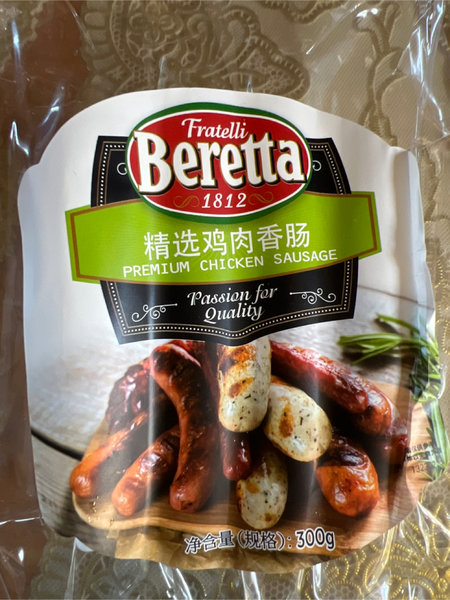 Fratelli
Beretta
1812
精选鸡肉香肠
PREMIUM CHICKEN SAUSAGE
Passion for
Quality
净含量(规格):300g